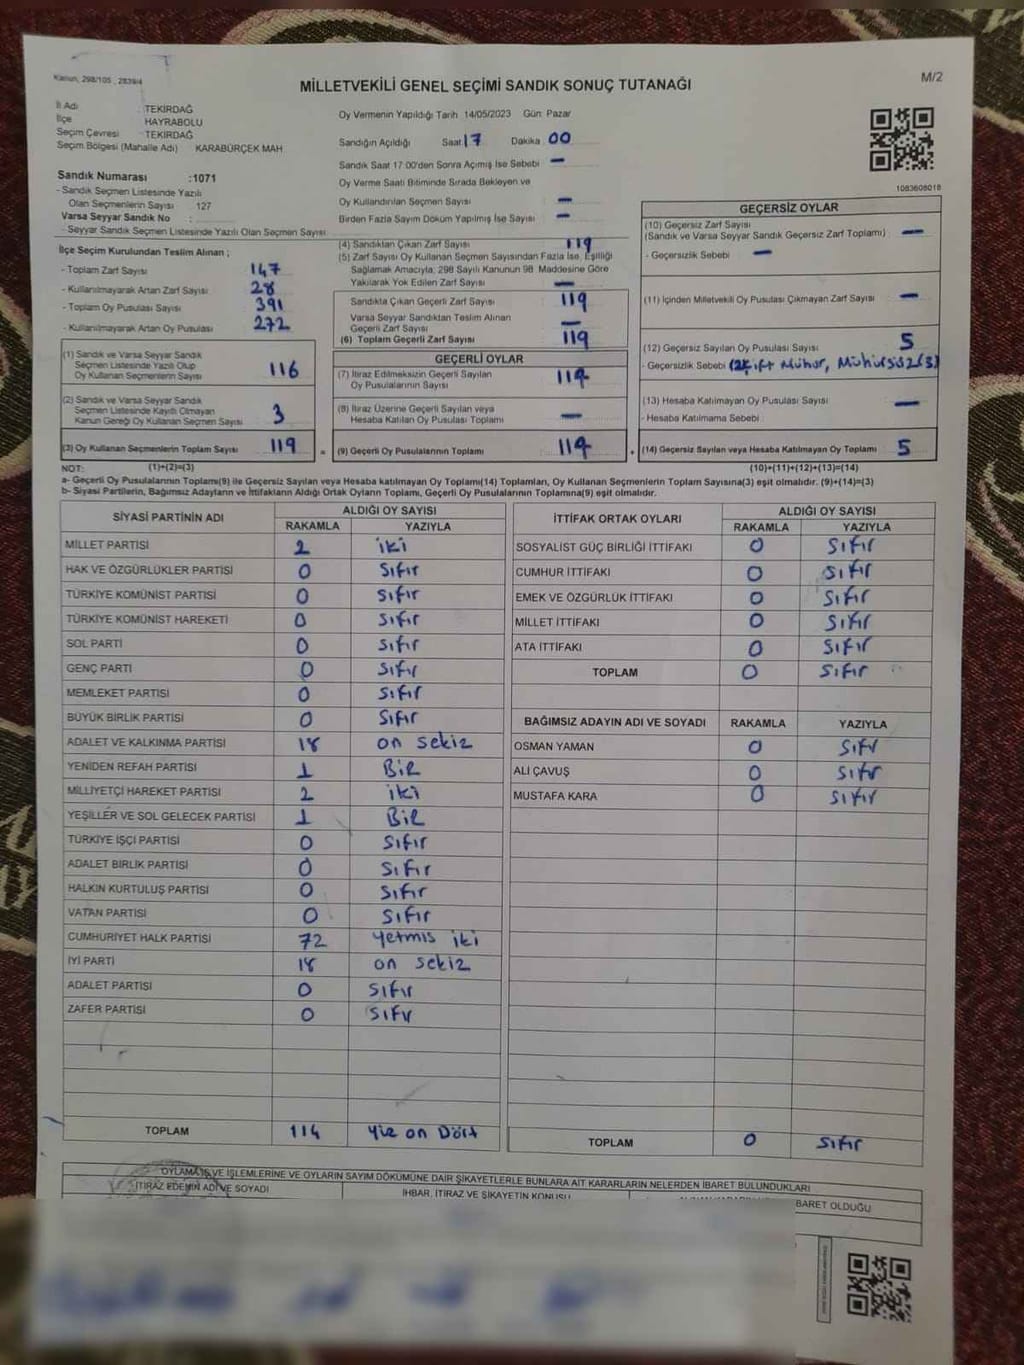 Kanun, 298/105 , 2839/4
M/2
MİLLETVEKİLİ GENEL SEÇİMİ SANDIK SONUÇ TUTANAĞI
İl Adı : TEKİRDAĞ
İlçe HAYRABOLU
Seçim Çevresi : TEKİRDAĞ
Seçim Bölgesi (Mahalle Adı) KARABÜRÇEK MAH
Sandık Numarası :1071
- Sandık Seçmen Listesinde Yazılı
Olan Seçmenlerin Sayısı : 127
Varsa Seyyar Sandık No :
- Seyyar Sandık Seçmen Listesinde Yazılı Olan Seçmen Sayısı
Oy Vermenin Yapıldığı Tarih 14/05/2023 Gün: Pazar
Sandığın Açıldığı Saat 17 Dakika 00
Sandık Saat 17:00'den Sonra Açımış İse Sebebi —
Oy Verme Saati Bitiminde Sırada Bekleyen ve
Oy Kullandırılan Seçmen Sayısı —
Birden Fazla Sayım Döküm Yapılmış İse Sayısı —
1083608018
İlçe Seçim Kurulundan Teslim Alınan ;
- Toplam Zarf Sayısı 147
- Kullanılmayarak Artan Zarf Sayısı 28
- Toplam Oy Pusulası Sayısı 391
- Kullanılmayarak Artan Oy Pusulası 272
(1) Sandık ve Varsa Seyyar Sandık
Seçmen Listesinde Yazılı Olup
Oy Kullanan Seçmenlerin Sayısı 116
(2) Sandık ve Varsa Seyyar Sandık
Seçmen Listesinde Kayıtlı Olmayan
Kanun Gereği Oy Kullanan Seçmen Sayısı 3
(3) Oy Kullanan Seçmenlerin Toplam Sayısı 119
(4) Sandıktan Çıkan Zarf Sayısı 119
(5) Zarf Sayısı Oy Kullanan Seçmen Sayısından Fazla İse, Eşitliği
Sağlamak Amacıyla; 298 Sayılı Kanunun 98. Maddesine Göre
Yakılarak Yok Edilen Zarf Sayısı —
Sandıkta Çıkan Geçerli Zarf Sayısı 119
Varsa Seyyar Sandıktan Teslim Alınan
Geçerli Zarf Sayısı —
(6) Toplam Geçerli Zarf Sayısı 119
GEÇERLİ OYLAR
(7) İtiraz Edilmeksizin Geçerli Sayılan
Oy Pusulalarının Sayısı 114
(8) İtiraz Üzerine Geçerli Sayılan veya
Hesaba Katılan Oy Pusulası Toplamı —
= (9) Geçerli Oy Pusulalarının Toplamı 114
GEÇERSİZ OYLAR
(10) Geçersiz Zarf Sayısı
(Sandık ve Varsa Seyyar Sandık Geçersiz Zarf Toplamı) —
- Geçersizlik Sebebi —
(11) İçinden Milletvekili Oy Pusulası Çıkmayan Zarf Sayısı —
(12) Geçersiz Sayılan Oy Pusulası Sayısı 5
- Geçersizlik Sebebi Çift Mühür, Mühürsüz(3)
(13) Hesaba Katılmayan Oy Pusulası Sayısı —
- Hesaba Katılmama Sebebi :
+ (14) Geçersiz Sayılan veya Hesaba Katılmayan Oy Toplamı 5
NOT: (1)+(2)=(3) (10)+(11)+(12)+(13)=(14)
a- Geçerli Oy Pusulalarının Toplamı(9) ile Geçersiz Sayılan veya Hesaba Katılmayan Oy Toplamı(14) Toplamları, Oy Kullanan Seçmenlerin Toplam Sayısına(3) eşit olmalıdır. (9)+(14)=(3)
b- Siyasi Partilerin, Bağımsız Adayların ve İttifakların Aldığı Ortak Oyların Toplamı, Geçerli Oy Pusulalarının Toplamına(9) eşit olmalıdır.
SİYASİ PARTİNİN ADI ALDIĞI OY SAYISI
RAKAMLA YAZIYLA
MİLLET PARTİSİ 2 iki
HAK VE ÖZGÜRLÜKLER PARTİSİ 0 Sıfır
TÜRKİYE KOMÜNİST PARTİSİ 0 Sıfır
TÜRKİYE KOMÜNİST HAREKETİ 0 Sıfır
SOL PARTİ 0 Sıfır
GENÇ PARTİ 0 Sıfır
MEMLEKET PARTİSİ 0 Sıfır
BÜYÜK BİRLİK PARTİSİ 0 Sıfır
ADALET VE KALKINMA PARTİSİ 18 on sekiz
YENİDEN REFAH PARTİSİ 1 BİR
MİLLİYETÇİ HAREKET PARTİSİ 2 iki
YEŞİLLER VE SOL GELECEK PARTİSİ 1 BİR
TÜRKİYE İŞÇİ PARTİSİ 0 Sıfır
ADALET BİRLİK PARTİSİ 0 Sıfır
HALKIN KURTULUŞ PARTİSİ 0 Sıfır
VATAN PARTİSİ 0 Sıfır
CUMHURİYET HALK PARTİSİ 72 yetmis iki
İYİ PARTİ 18 on sekiz
ADALET PARTİSİ 0 Sıfır
ZAFER PARTİSİ 0 Sıfır
TOPLAM 114 Yüz on Dört
İTTİFAK ORTAK OYLARI ALDIĞI OY SAYISI
RAKAMLA YAZIYLA
SOSYALİST GÜÇ BİRLİĞİ İTTİFAKI 0 Sıfır
CUMHUR İTTİFAKI 0 Sıfır
EMEK VE ÖZGÜRLÜK İTTİFAKI 0 Sıfır
MİLLET İTTİFAKI 0 Sıfır
ATA İTTİFAKI 0 Sıfır
TOPLAM 0 Sıfır
BAĞIMSIZ ADAYIN ADI VE SOYADI RAKAMLA YAZIYLA
OSMAN YAMAN 0 Sıfır
ALİ ÇAVUŞ 0 Sıfır
MUSTAFA KARA 0 Sıfır
TOPLAM 0 Sıfır
OYLAMA İŞ VE İŞLEMLERİNE VE OYLARIN SAYIM DÖKÜMÜNE DAİR ŞİKAYETLERLE BUNLARA AİT KARARLARIN NELERDEN İBARET BULUNDUKLARI
İTİRAZ EDENİN ADI VE SOYADI İHBAR, İTİRAZ VE ŞİKAYETİN KONUSU
İBARET OLDUĞU